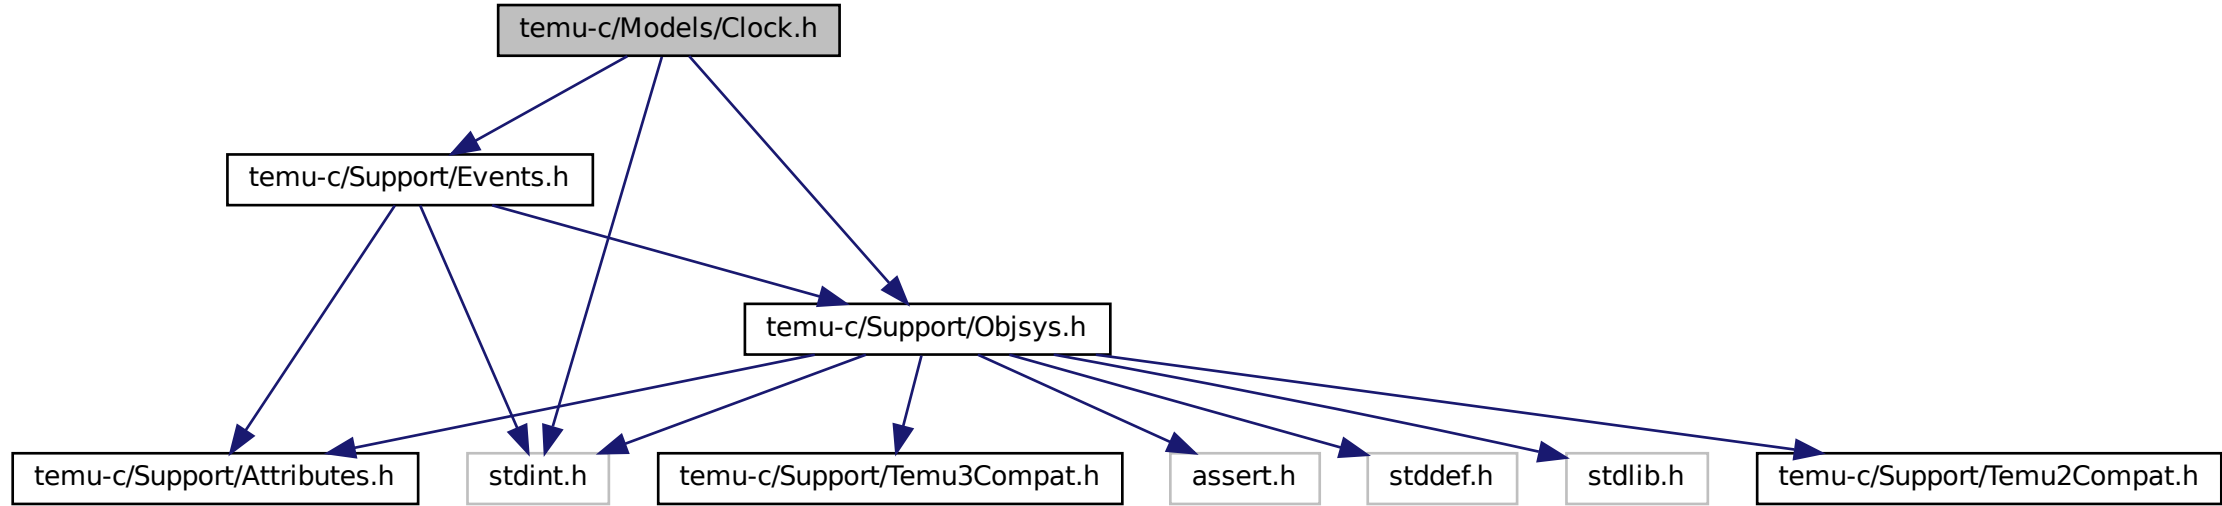 temu-c/Models/Clock.h
temu-c/Support/Events.h
temu-c/Support/Objsys.h
temu-c/Support/Attributes.h
stdint.h
temu-c/Support/Temu3Compat.h
assert.h
stddef.h
stdlib.h
temu-c/Support/Temu2Compat.h